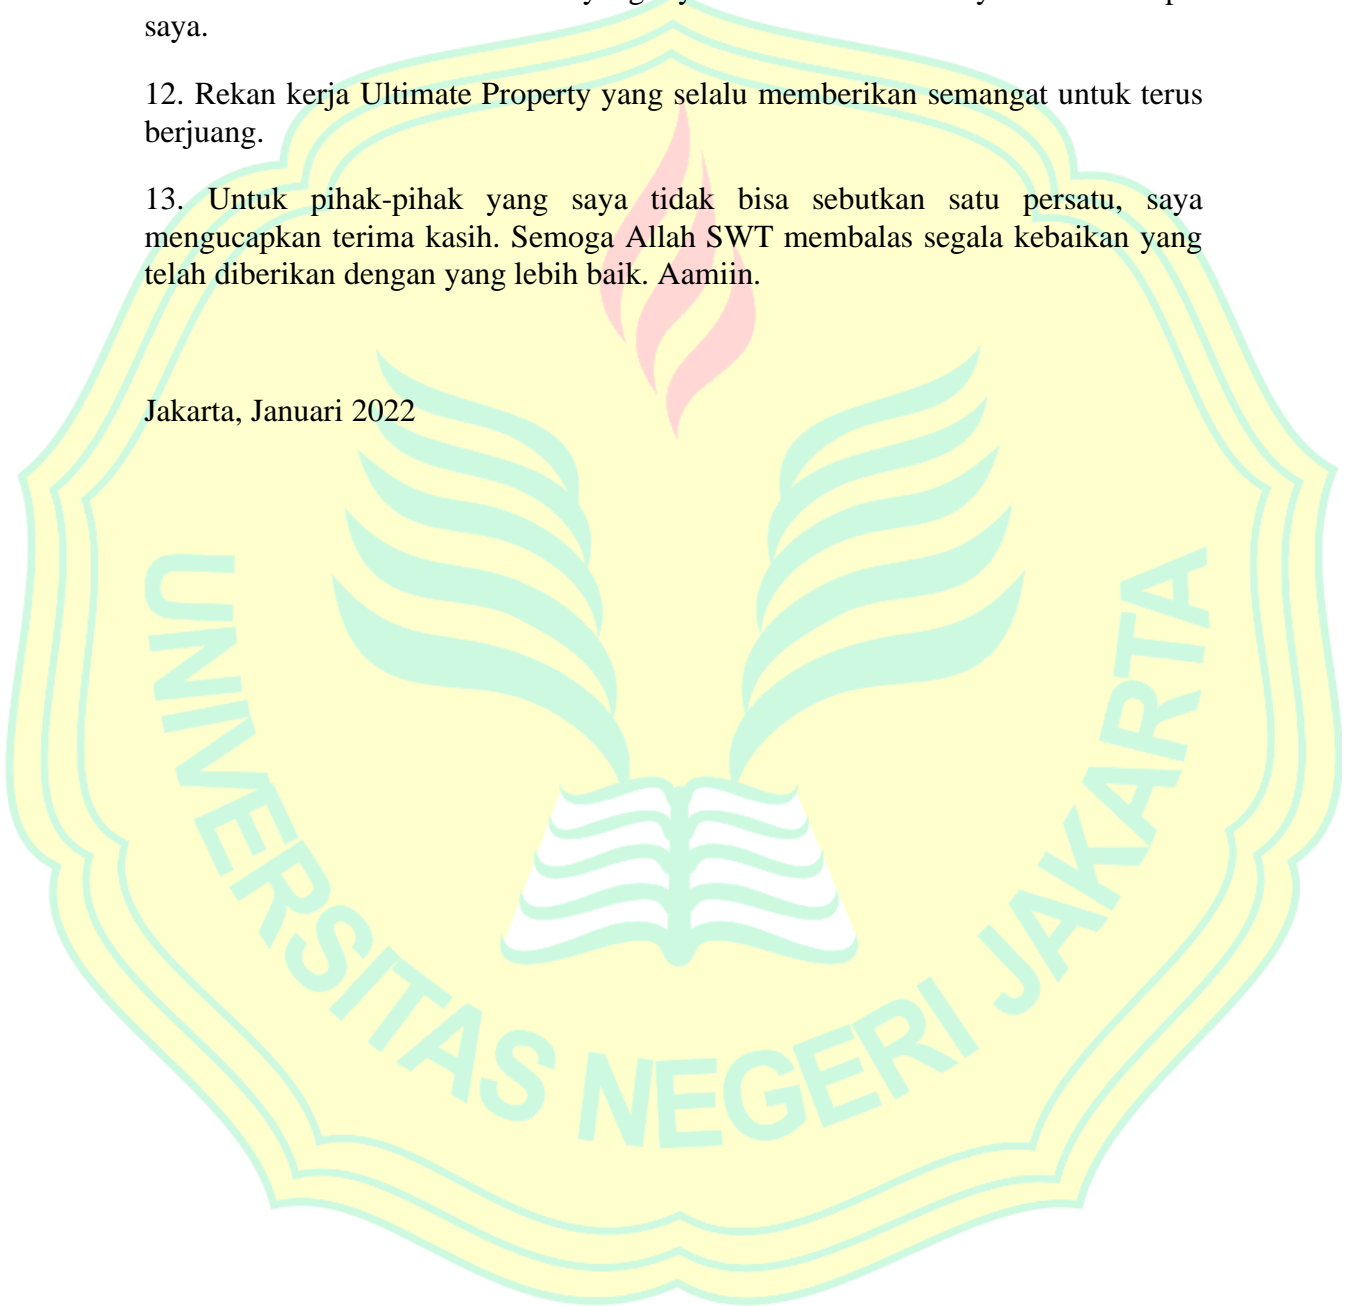 saya.
12. Rekan kerja Ultimate Property yang selalu memberikan semangat untuk terus
berjuang.
13. Untuk pihak-pihak yang saya tidak bisa sebutkan satu persatu, saya
mengucapkan terima kasih. Semoga Allah SWT membalas segala kebaikan yang
telah diberikan dengan yang lebih baik. Aamiin.
Jakarta, Januari 2022
UNIVERSITAS NEGERI JAKARTA